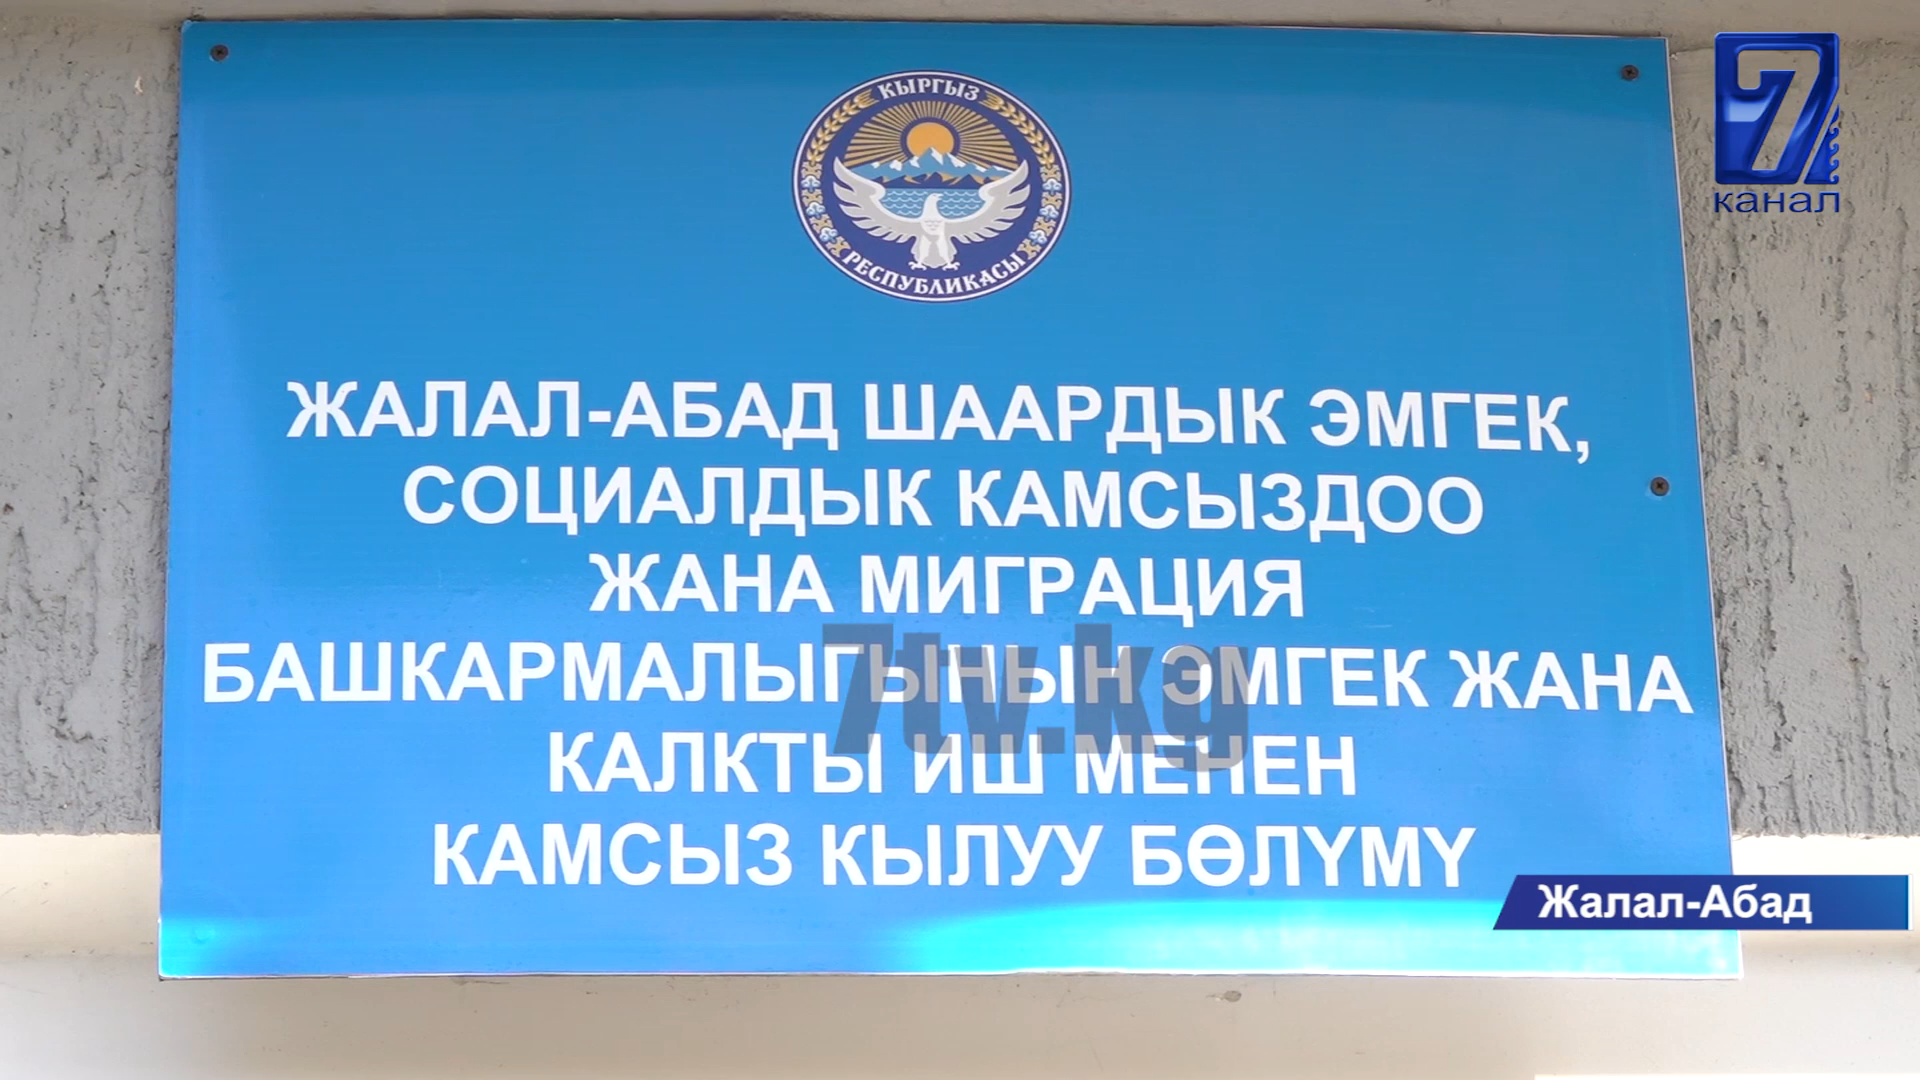 КЫРГЫЗ
РЕСПУБЛИКАСЫ
ЖАЛАЛ-АБАД ШААРДЫК ЭМГЕК,
СОЦИАЛДЫК КАМСЫЗДОО
ЖАНА МИГРАЦИЯ
БАШКАРМАЛЫГЫНЫН ЭМГЕК ЖАНА
КАЛКТЫ ИШ МЕНЕН
КАМСЫЗ КЫЛУУ БӨЛҮМҮ
7tv.kg
7
канал
Жалал-Абад